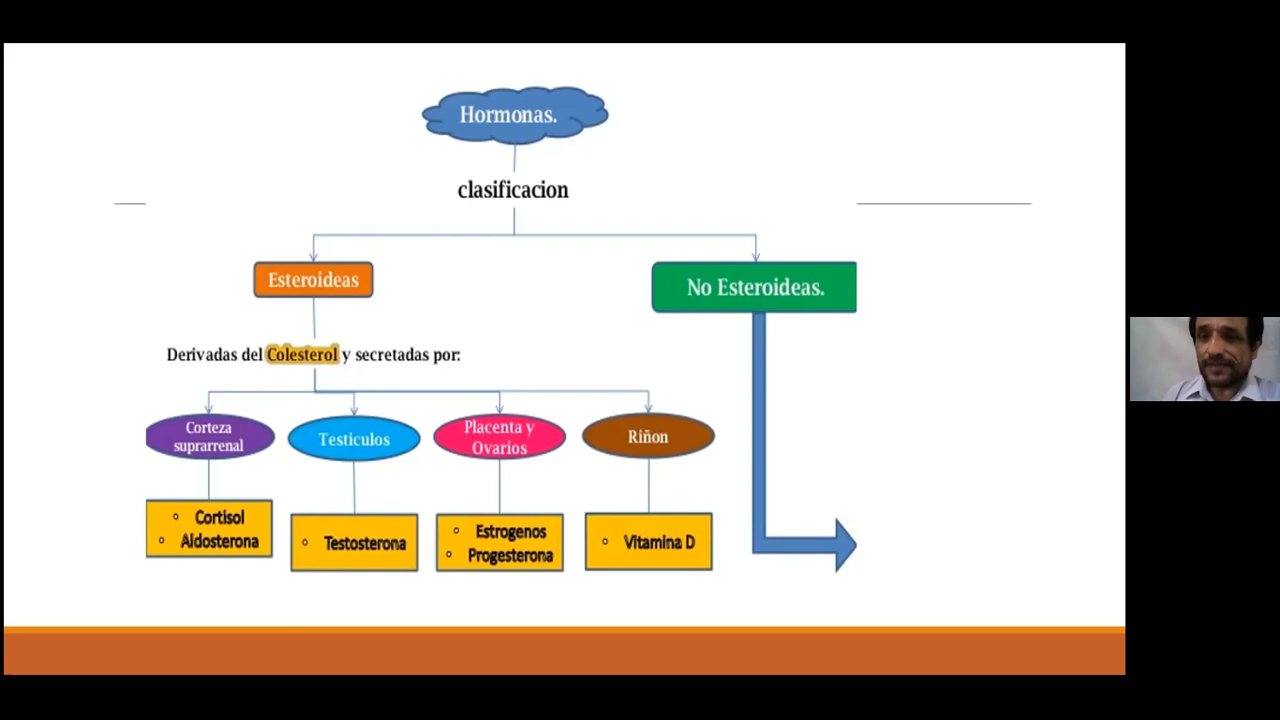 Hormonas.
clasificacion
Esteroideas
No Esteroideas.
Derivadas del Colesterol y secretadas por:
Corteza
suprarrenal
Testiculos
Placenta y
Ovarios
Riñon
Cortisol
Aldosterona
Testosterona
Estrogenos
Progesterona
Vitamina D